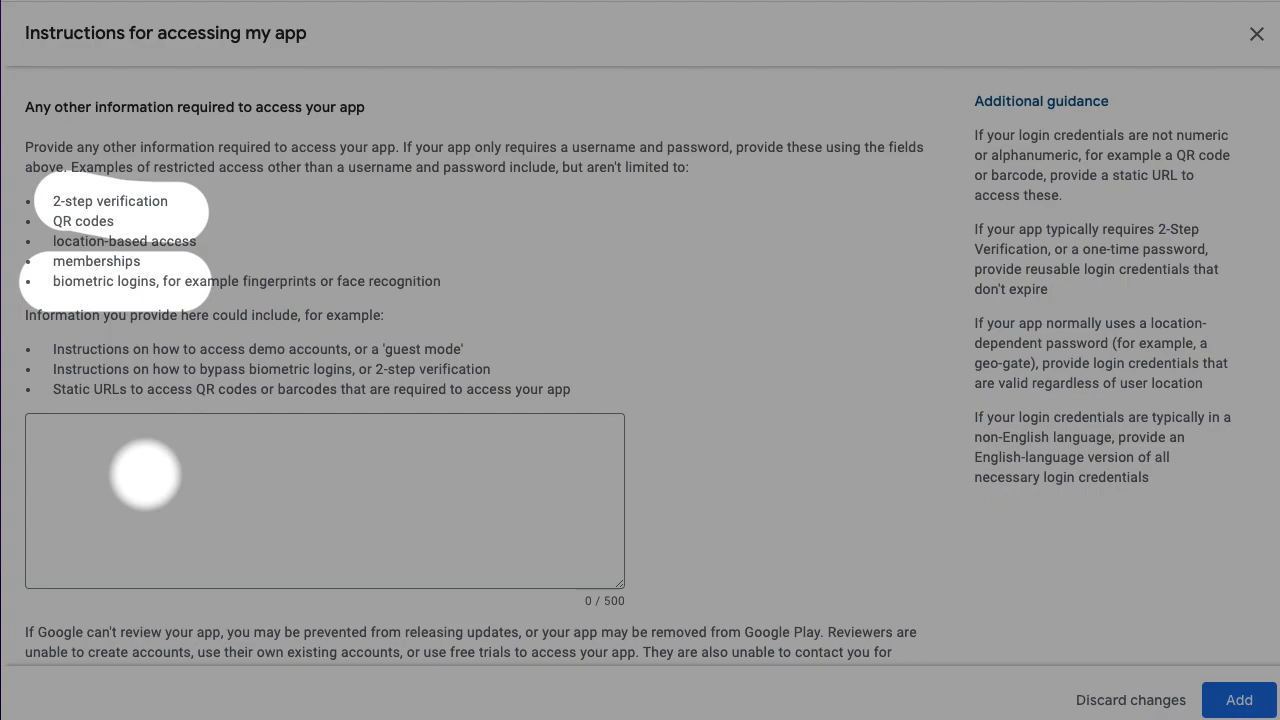 Instructions for accessing my app
Any other information required to access your app
Provide any other information required to access your app. If your app only requires a username and password, provide these using the fields
above. Examples of restricted access other than a username and password include, but aren't limited to:
• 2-step verification
• QR codes
• location-based access
• memberships
• biometric logins, for example fingerprints or face recognition
Information you provide here could include, for example:
• Instructions on how to access demo accounts, or a 'guest mode'
• Instructions on how to bypass biometric logins, or 2-step verification
• Static URLs to access QR codes or barcodes that are required to access your app
0 / 500
If Google can't review your app, you may be prevented from releasing updates, or your app may be removed from Google Play. Reviewers are
unable to create accounts, use their own existing accounts, or use free trials to access your app. They are also unable to contact you for
Additional guidance
If your login credentials are not numeric
or alphanumeric, for example a QR code
or barcode, provide a static URL to
access these.
If your app typically requires 2-Step
Verification, or a one-time password,
provide reusable login credentials that
don't expire
If your app normally uses a location-
dependent password (for example, a
geo-gate), provide login credentials that
are valid regardless of user location
If your login credentials are typically in a
non-English language, provide an
English-language version of all
necessary login credentials
Discard changes
Add